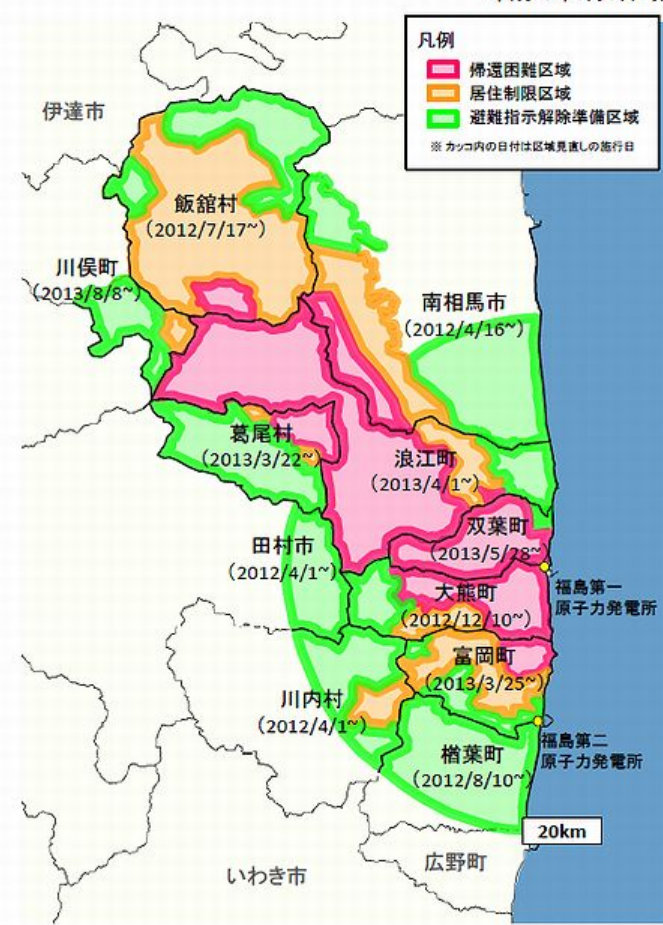 凡例
帰還困難区域
居住制限区域
避難指示解除準備区域
※ カッコ内の日付は区域見直しの施行日
伊達市
飯舘村
(2012/7/17~)
川俣町
(2013/8/8~)
南相馬市
(2012/4/16~)
葛尾村
(2013/3/22~)
浪江町
(2013/4/1~)
双葉町
(2013/5/28~
田村市
(2012/4/1~)
大熊町
(2012/12/10~)
福島第一
原子力発電所
富岡町
(2013/3/25~)
川内村
(2012/4/1~)
福島第二
原子力発電所
楢葉町
(2012/8/10~)
20km
広野町
いわき市